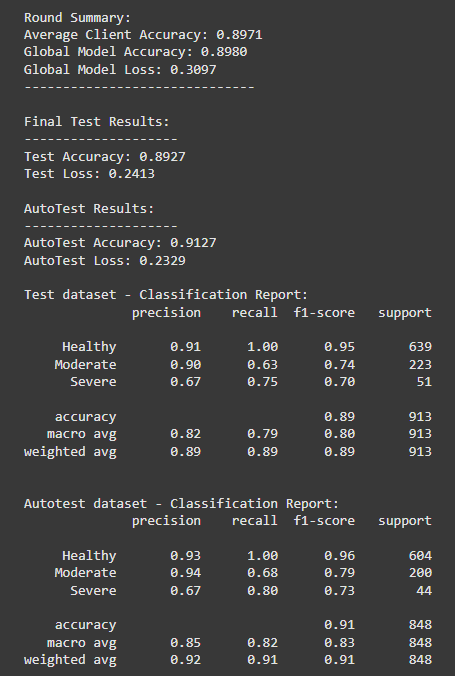 Round Summary:
Average Client Accuracy: 0.8971
Global Model Accuracy: 0.8980
Global Model Loss: 0.3097
------------------------------
Final Test Results:
--------------------
Test Accuracy: 0.8927
Test Loss: 0.2413
AutoTest Results:
--------------------
AutoTest Accuracy: 0.9127
AutoTest Loss: 0.2329
Test dataset - Classification Report:
precision recall f1-score support
Healthy 0.91 1.00 0.95 639
Moderate 0.90 0.63 0.74 223
Severe 0.67 0.75 0.70 51
accuracy 0.89 913
macro avg 0.82 0.79 0.80 913
weighted avg 0.89 0.89 0.89 913
Autotest dataset - Classification Report:
precision recall f1-score support
Healthy 0.93 1.00 0.96 604
Moderate 0.94 0.68 0.79 200
Severe 0.67 0.80 0.73 44
accuracy 0.91 848
macro avg 0.85 0.82 0.83 848
weighted avg 0.92 0.91 0.91 848